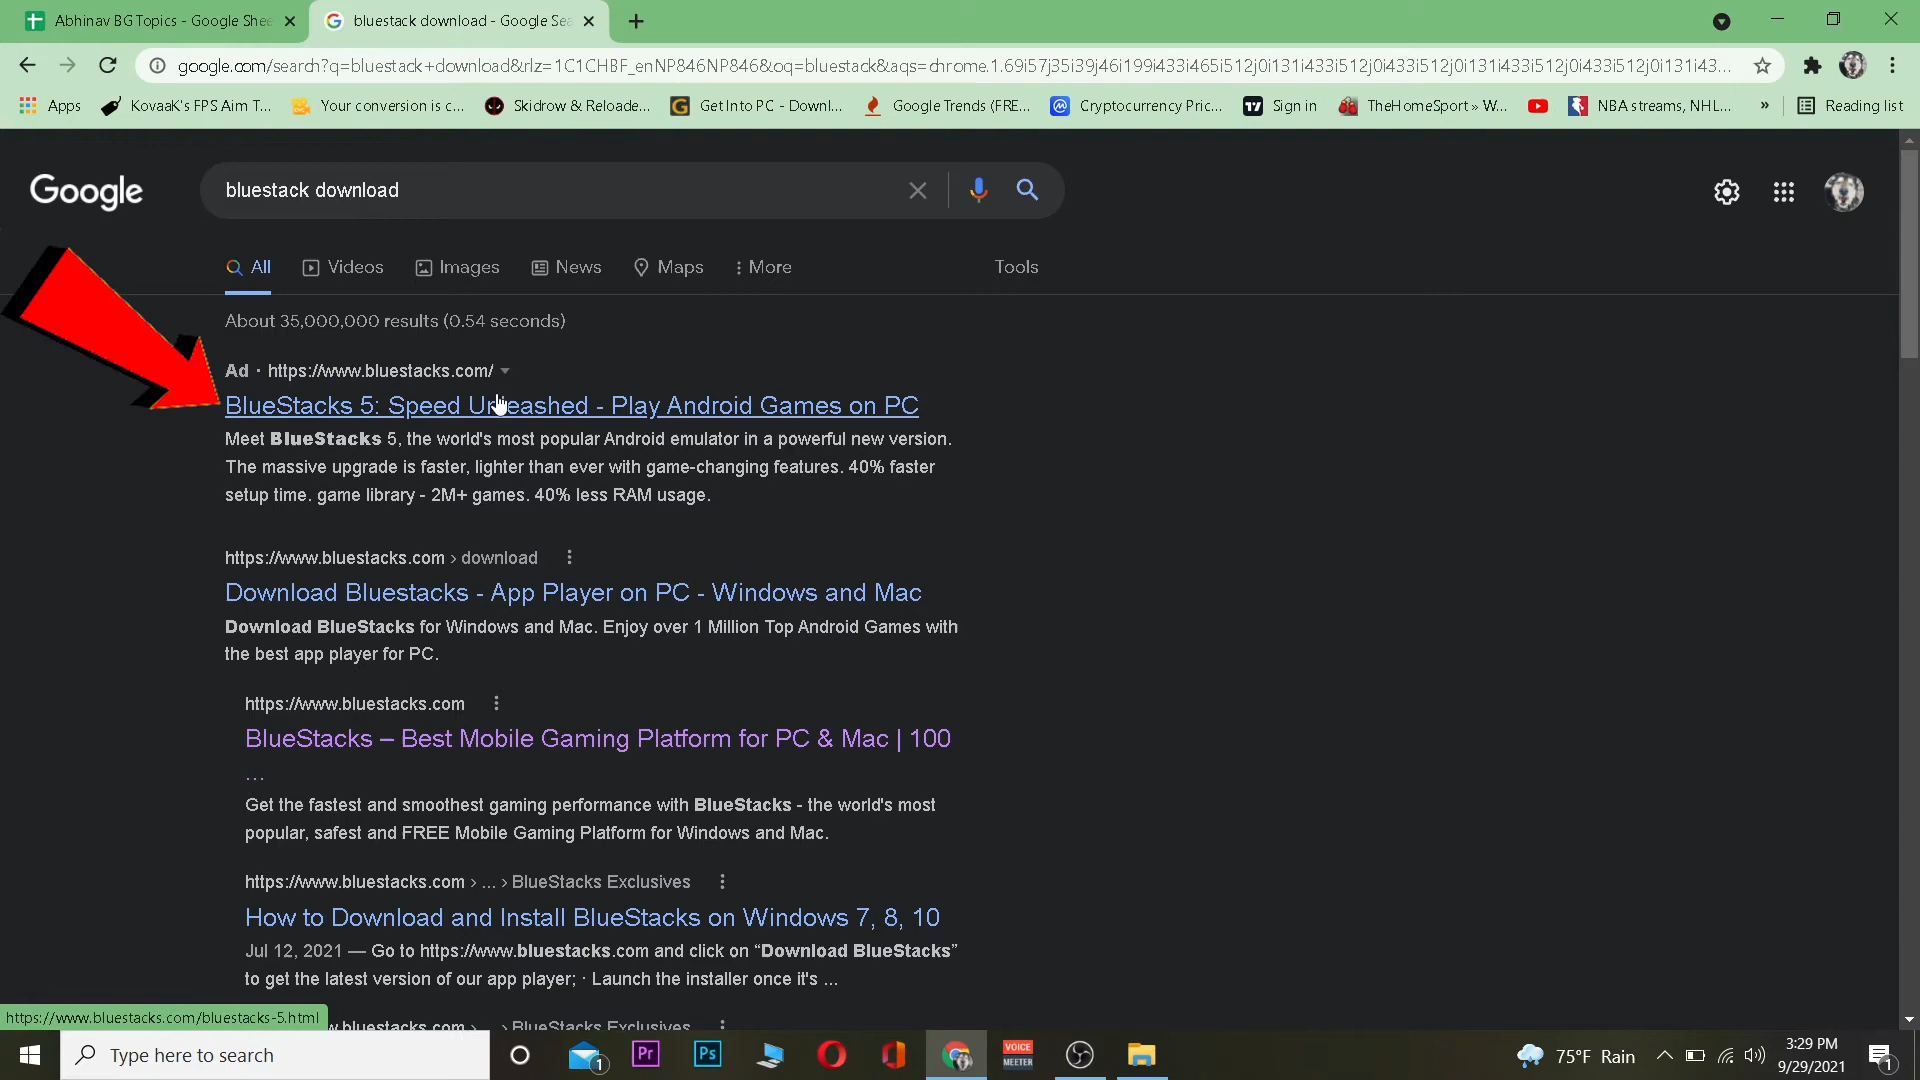 Abhinav BG Topics - Google Shee
bluestack download - Google Sea
google.com/search?q=bluestack+download&rlz=1C1CHBF_enNP846NP846&oq=bluestack&aqs=chrome.1.69i57j35i39j46i199i433i465i512j0i433i512j0i131i433i512j0i433i512j0i131i43...
Apps
KovaaK's FPS Aim T...
Your conversion is c...
Skidrow & Reloade...
Get Into PC - Downl...
Google Trends (FRE...
Cryptocurrency Pric...
Sign in
TheHomeSport » W...
NBA streams, NHL...
»
Reading list
Google
bluestack download
All
Videos
Images
News
Maps
More
Tools
About 35,000,000 results (0.54 seconds)
Ad · https://www.bluestacks.com/
BlueStacks 5: Speed Unleashed - Play Android Games on PC
Meet BlueStacks 5, the world's most popular Android emulator in a powerful new version.
The massive upgrade is faster, lighter than ever with game-changing features. 40% faster
setup time. game library - 2M+ games. 40% less RAM usage.
https://www.bluestacks.com › download
Download Bluestacks - App Player on PC - Windows and Mac
Download BlueStacks for Windows and Mac. Enjoy over 1 Million Top Android Games with
the best app player for PC.
https://www.bluestacks.com
BlueStacks – Best Mobile Gaming Platform for PC & Mac | 100
...
Get the fastest and smoothest gaming performance with BlueStacks - the world's most
popular, safest and FREE Mobile Gaming Platform for Windows and Mac.
https://www.bluestacks.com › ... › BlueStacks Exclusives
How to Download and Install BlueStacks on Windows 7, 8, 10
Jul 12, 2021 — Go to https://www.bluestacks.com and click on “Download BlueStacks”
to get the latest version of our app player; · Launch the installer once it's ...
https://www.bluestacks.com/bluestacks-5.html
w.bluestacks.com › ... › BlueStacks Exclusives
Type here to search
1
Pr
Ps
VOICE
MEETER
75°F Rain
3:29 PM
9/29/2021
1